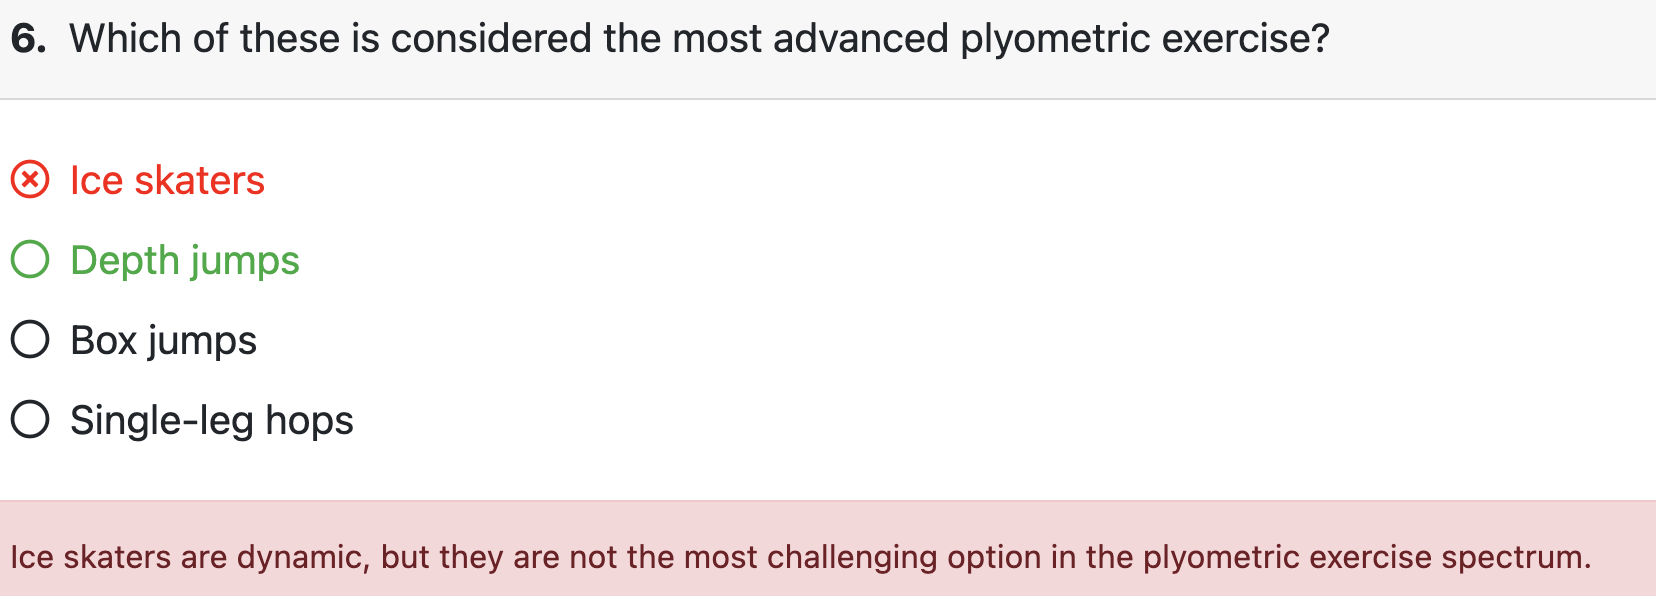 6. Which of these is considered the most advanced plyometric exercise?
Ice skaters
Depth jumps
Box jumps
Single-leg hops
Ice skaters are dynamic, but they are not the most challenging option in the plyometric exercise spectrum.